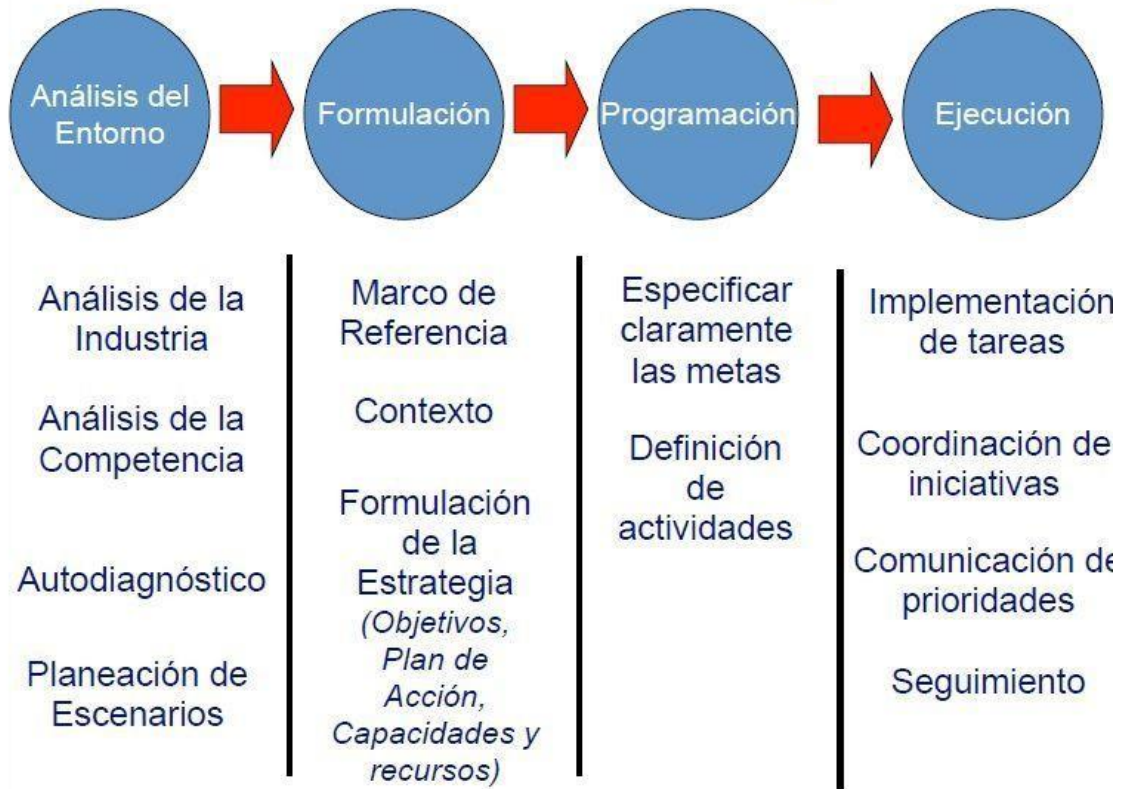 Análisis del
Entorno
Formulación
Programación
Ejecución
Análisis de la
Industria
Análisis de la
Competencia
Autodiagnóstico
Planeación de
Escenarios
Marco de
Referencia
Contexto
Formulación
de la
Estrategia
(Objetivos,
Plan de
Acción,
Capacidades y
recursos)
Especificar
claramente
las metas
Definición
de
actividades
Implementación
de tareas
Coordinación de
iniciativas
Comunicación de
prioridades
Seguimiento